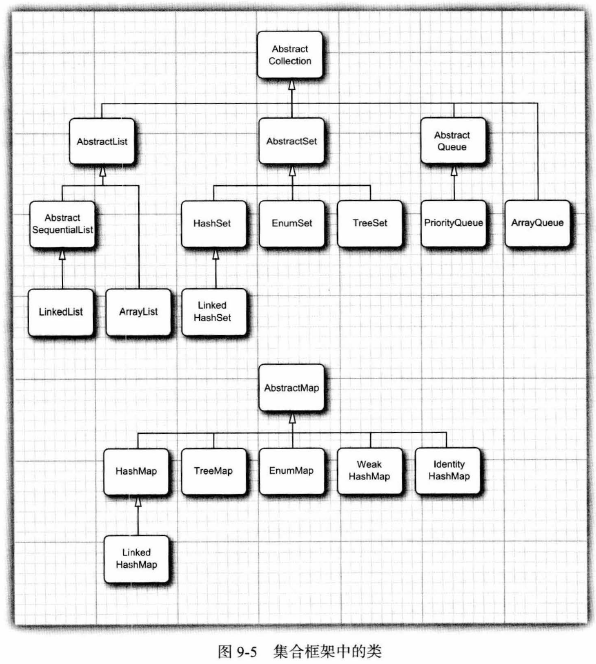 Abstract
Collection
AbstractList
AbstractSet
Abstract
Queue
Abstract
SequentialList
HashSet
EnumSet
TreeSet
PriorityQueue
ArrayQueue
LinkedList
ArrayList
Linked
HashSet
AbstractMap
HashMap
TreeMap
EnumMap
Weak
HashMap
Identity
HashMap
Linked
HashMap
图 9-5 集合框架中的类